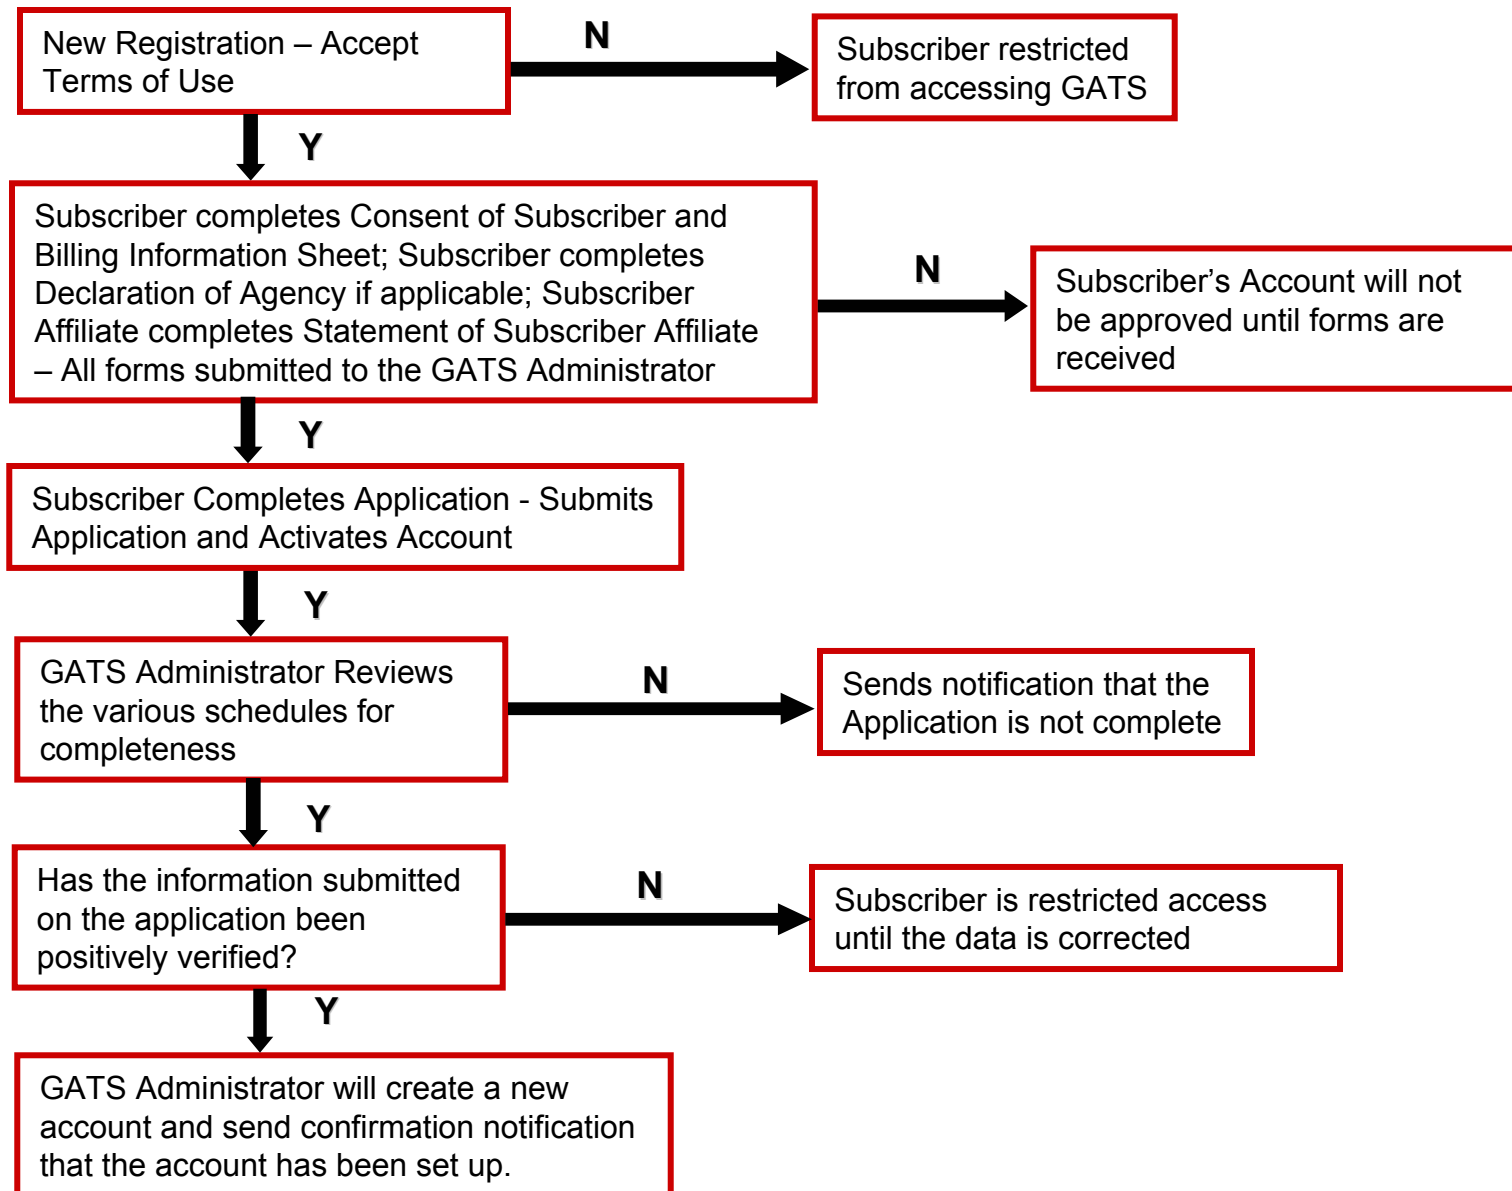 New Registration – Accept
Terms of Use
N
Subscriber restricted
from accessing GATS
Y
Subscriber completes Consent of Subscriber and
Billing Information Sheet; Subscriber completes
Declaration of Agency if applicable; Subscriber
Affiliate completes Statement of Subscriber Affiliate
– All forms submitted to the GATS Administrator
N
Subscriber’s Account will not
be approved until forms are
received
Y
Subscriber Completes Application - Submits
Application and Activates Account
Y
GATS Administrator Reviews
the various schedules for
completeness
N
Sends notification that the
Application is not complete
Y
Has the information submitted
on the application been
positively verified?
N
Subscriber is restricted access
until the data is corrected
Y
GATS Administrator will create a new
account and send confirmation notification
that the account has been set up.